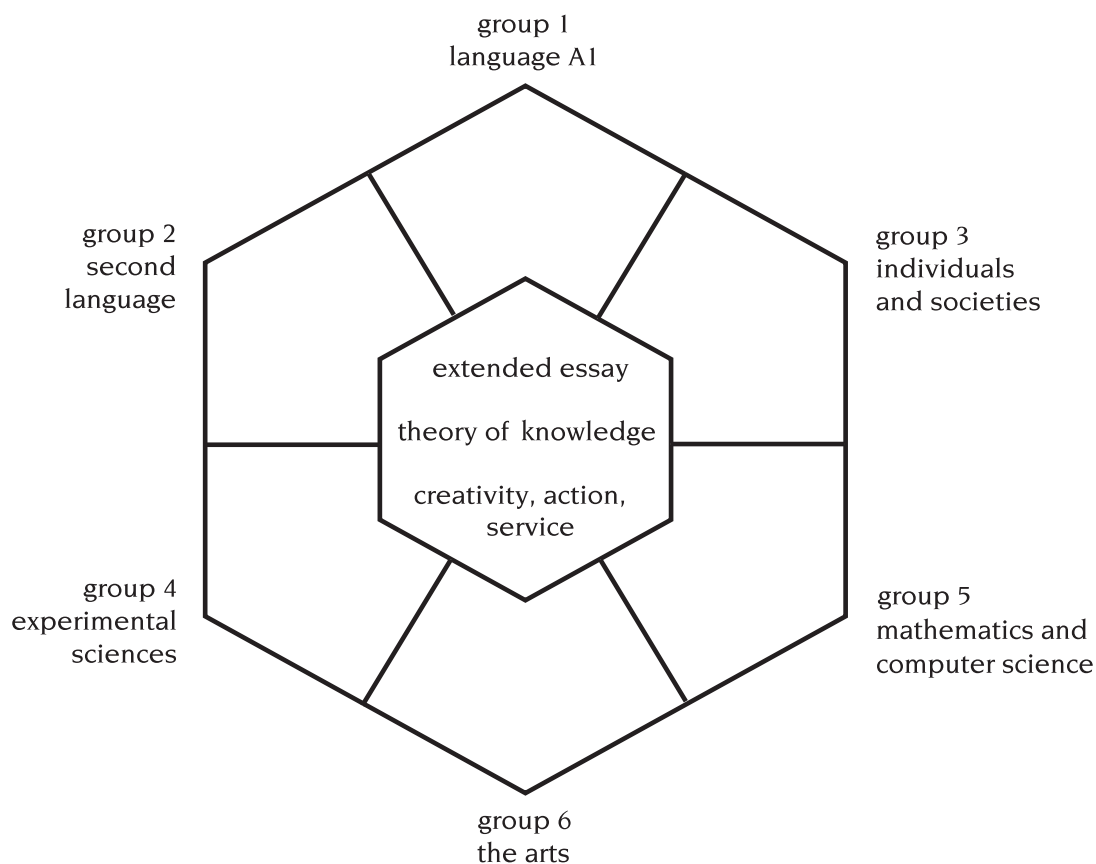 group 1
language A1
group 2
second
language
group 3
individuals
and societies
extended essay
theory of knowledge
creativity, action,
service
group 4
experimental
sciences
group 5
mathematics and
computer science
group 6
the arts